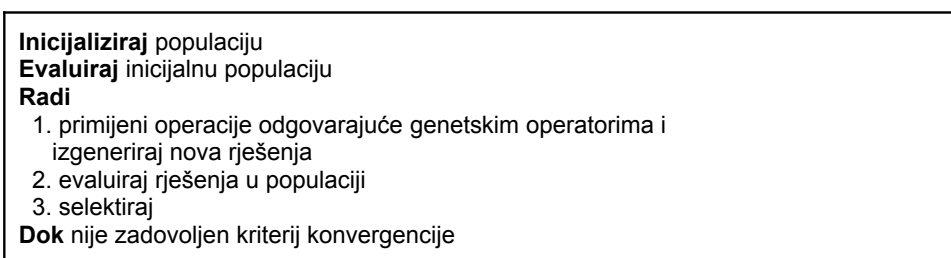 Inicijaliziraj populaciju
Evaluiraj inicijalnu populaciju
Radi
1. primijeni operacije odgovarajuće genetskim operatorima i
izgeneriraj nova rješenja
2. evaluiraj rješenja u populaciji
3. selektiraj
Dok nije zadovoljen kriterij konvergencije